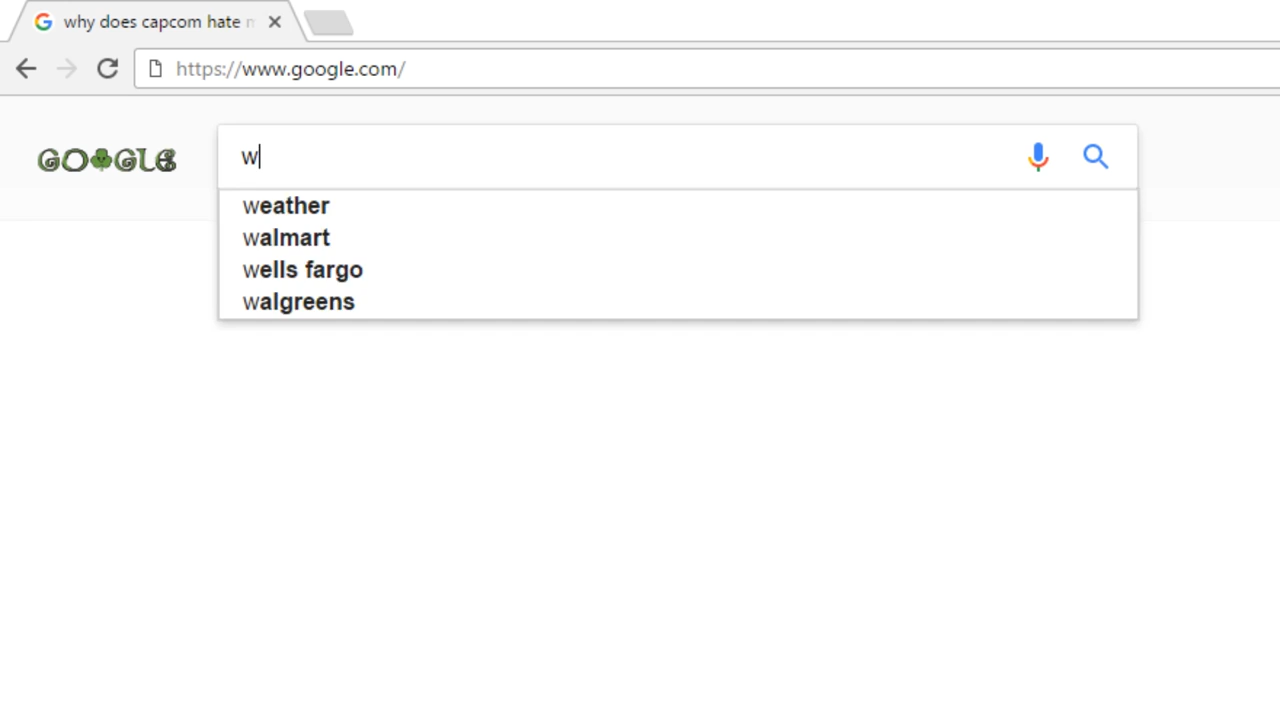 why does capcom hate
https://www.google.com/
GOOGLE
w
weather
walmart
wells fargo
walgreens